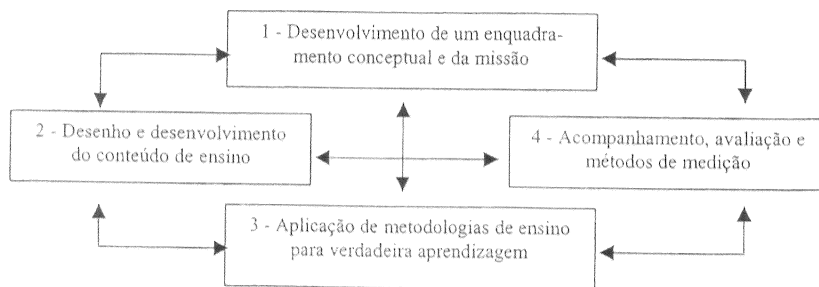 1 - Desenvolvimento de um enquadra-
mento conceptual e da missão
2 - Desenho e desenvolvimento
do conteúdo de ensino
4 - Acompanhamento, avaliação e
métodos de medição
3 - Aplicação de metodologias de ensino
para verdadeira aprendizagem